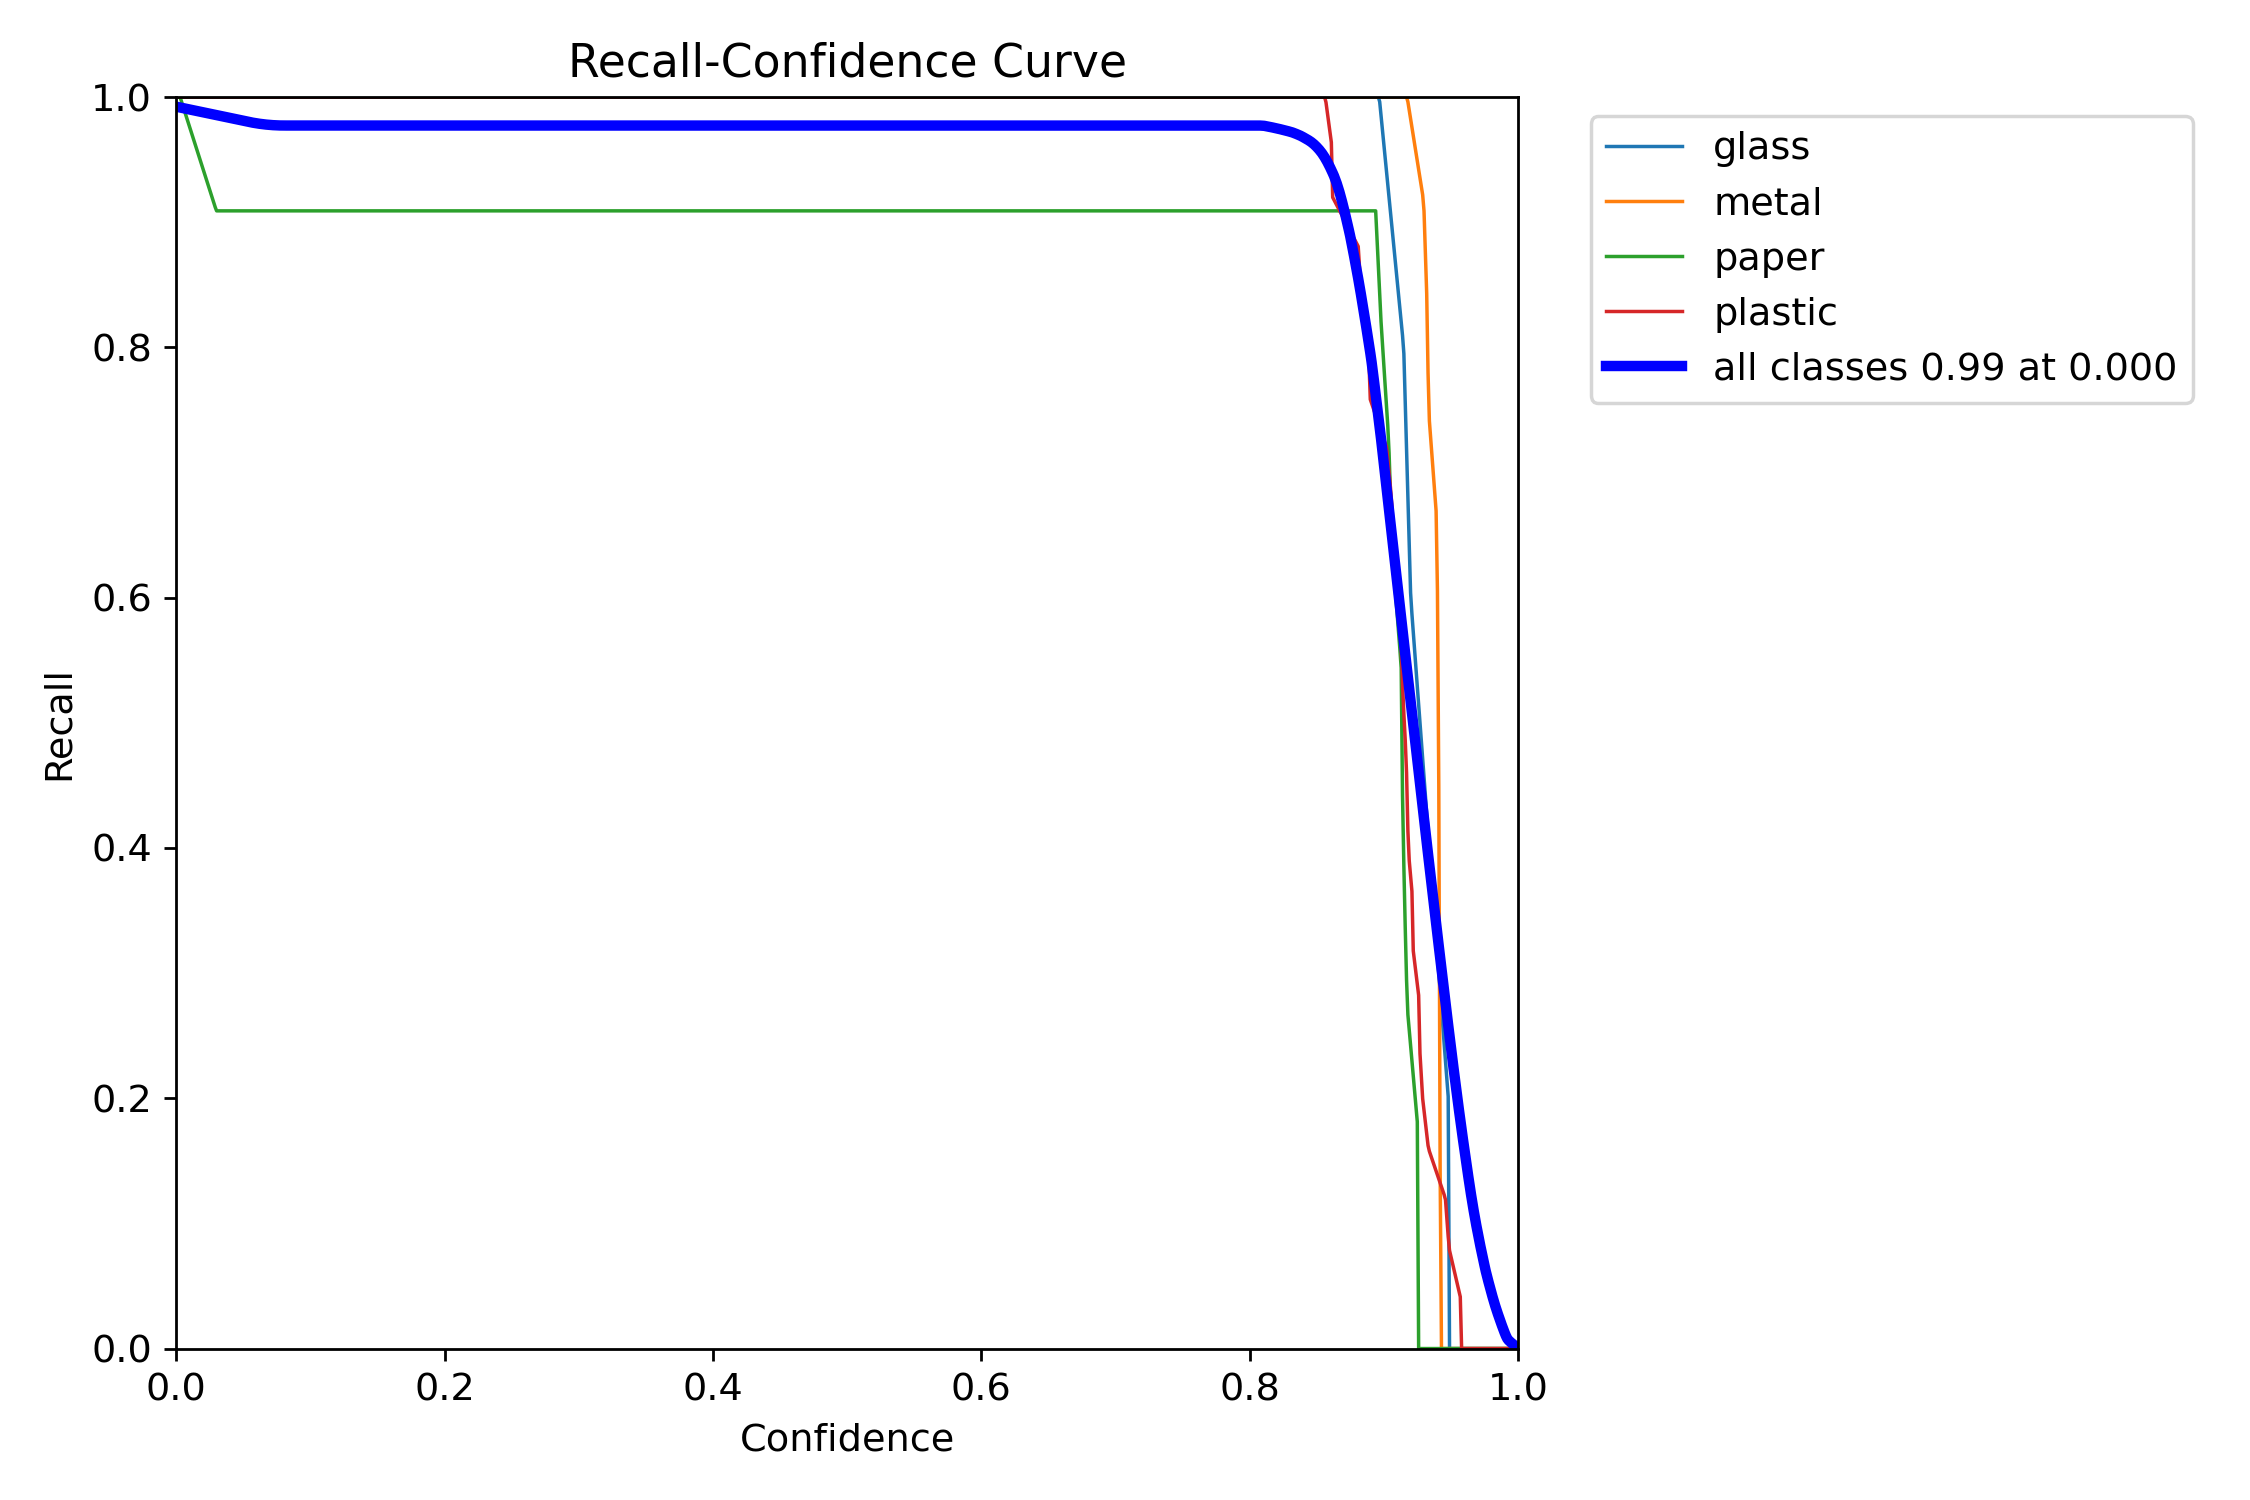 Recall-Confidence Curve
1.0
0.8
0.6
0.4
0.2
0.0
Recall
0.0 0.2 0.4 0.6 0.8 1.0
Confidence
glass
metal
paper
plastic
all classes 0.99 at 0.000